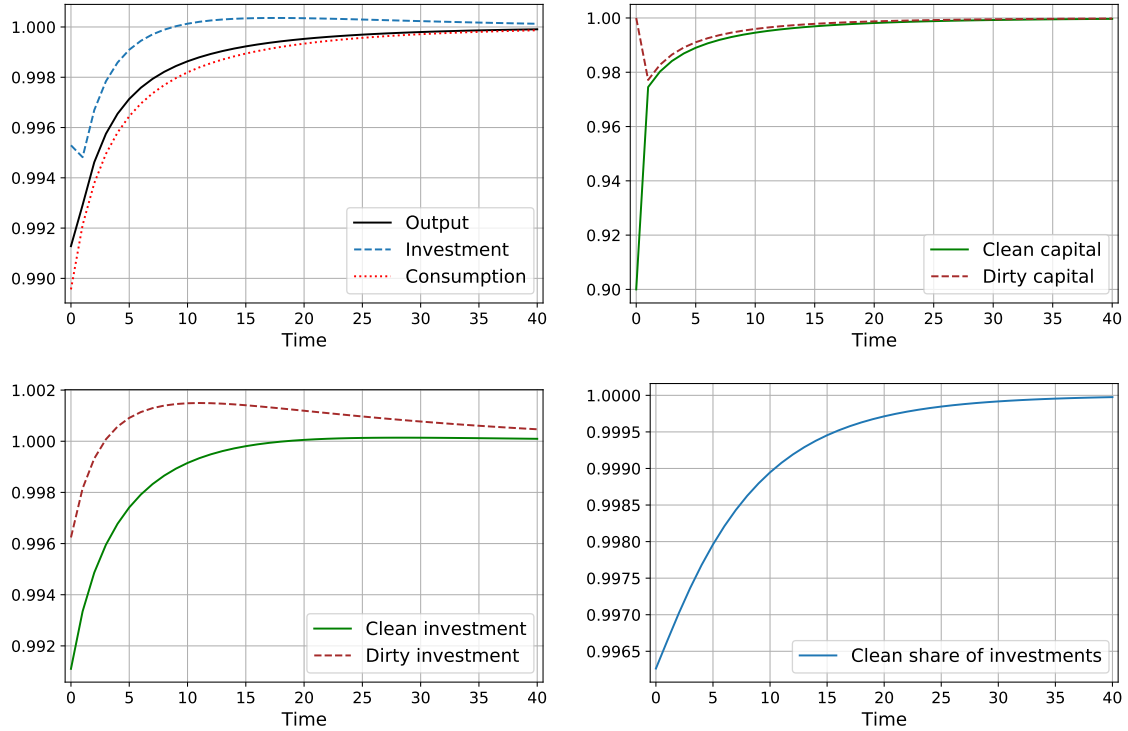 1.000
0.998
0.996
0.994
0.992
0.990
Output
Investment
Consumption
0 5 10 15 20 25 30 35 40
Time
1.00
0.98
0.96
0.94
0.92
0.90
Clean capital
Dirty capital
0 5 10 15 20 25 30 35 40
Time
1.002
1.000
0.998
0.996
0.994
0.992
Clean investment
Dirty investment
0 5 10 15 20 25 30 35 40
Time
1.0000
0.9995
0.9990
0.9985
0.9980
0.9975
0.9970
0.9965
Clean share of investments
0 5 10 15 20 25 30 35 40
Time